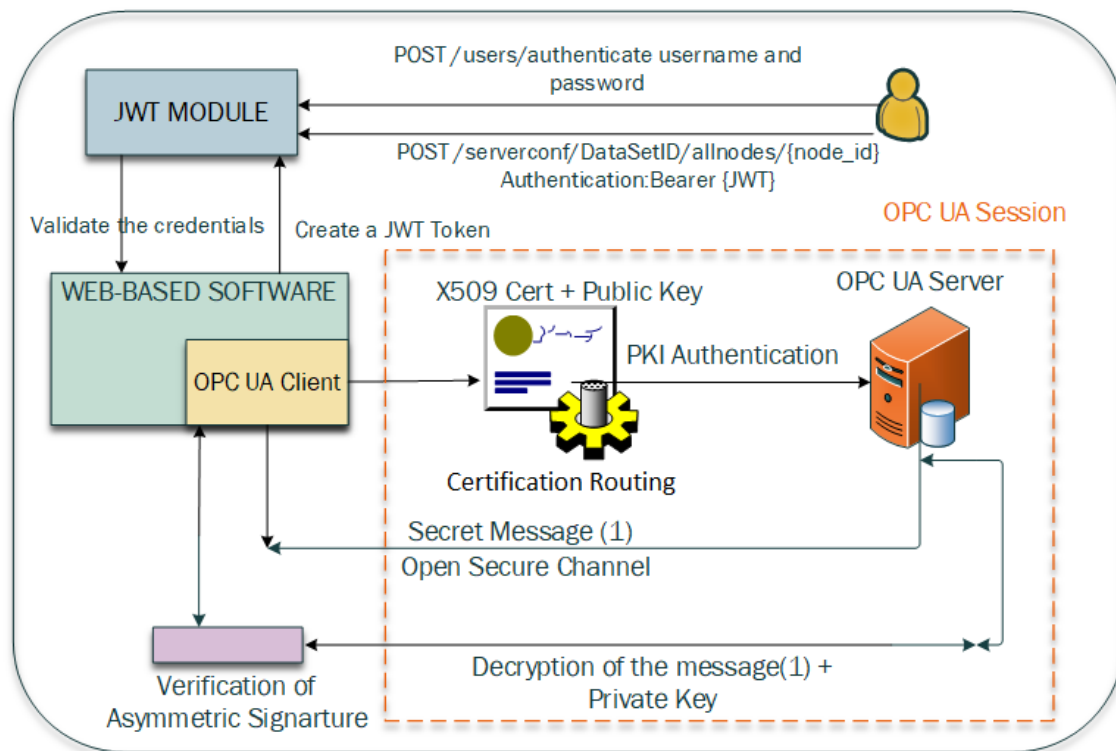 POST /users/authenticate username and
password
JWT MODULE
POST /serverconf/DataSetID/allnodes/{node_id}
Authentication:Bearer {JWT}
Validate the credentials
Create a JWT Token
OPC UA Session
WEB-BASED SOFTWARE
OPC UA Client
X509 Cert + Public Key
OPC UA Server
PKI Authentication
Certification Routing
Secret Message (1)
Open Secure Channel
Decryption of the message(1) +
Private Key
Verification of
Asymmetric Signarture